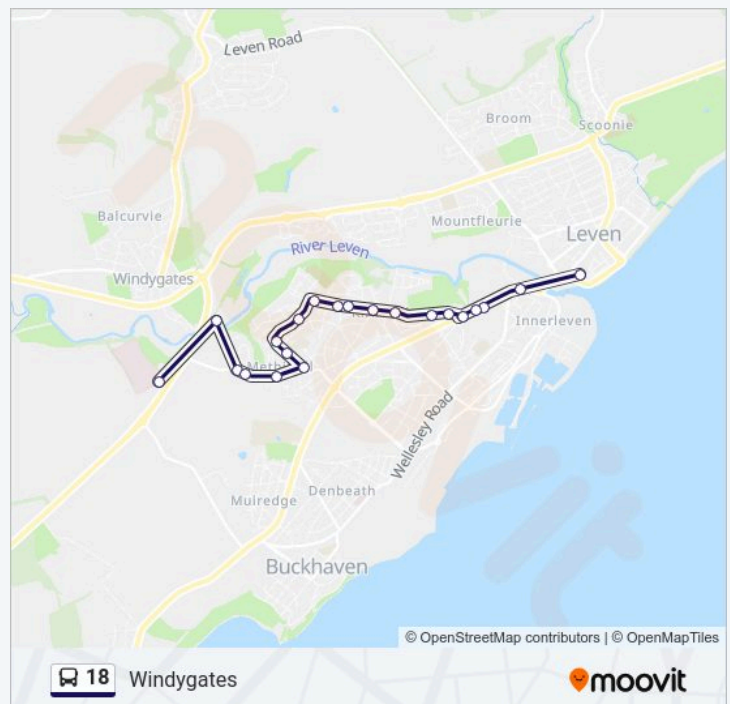 Leven Road
Broom
Scoonie
Balcurvie
Mountfleurie
Leven
River Leven
Windygates
Innerleven
Wellesley Road
Denbeath
Muiredge
Buckhaven
© OpenStreetMap contributors | © OpenMapTiles
18 Windygates
moovit